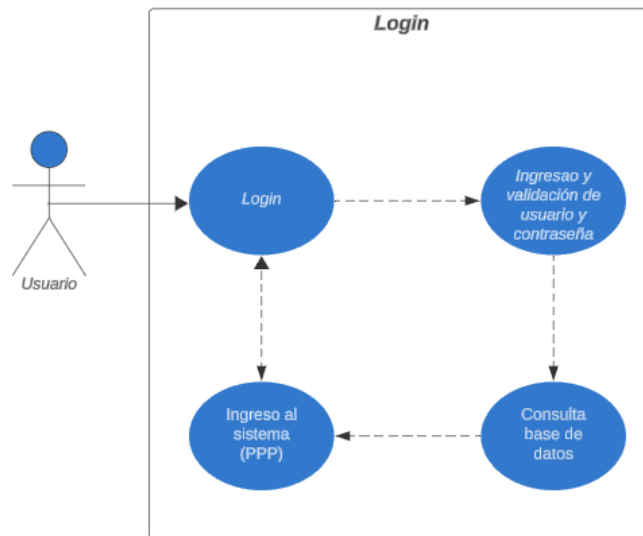 Login
Login
Ingresao y
validación de
usuario y
contraseña
Usuario
Ingreso al
sistema
(PPP)
Consulta
base de
datos